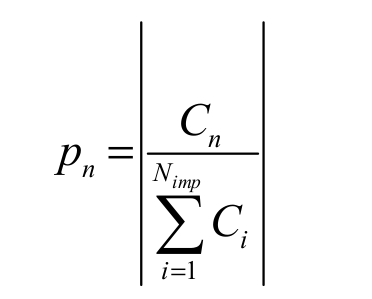 p_n = | C_n / ∑_{i=1}^{N_imp} C_i |